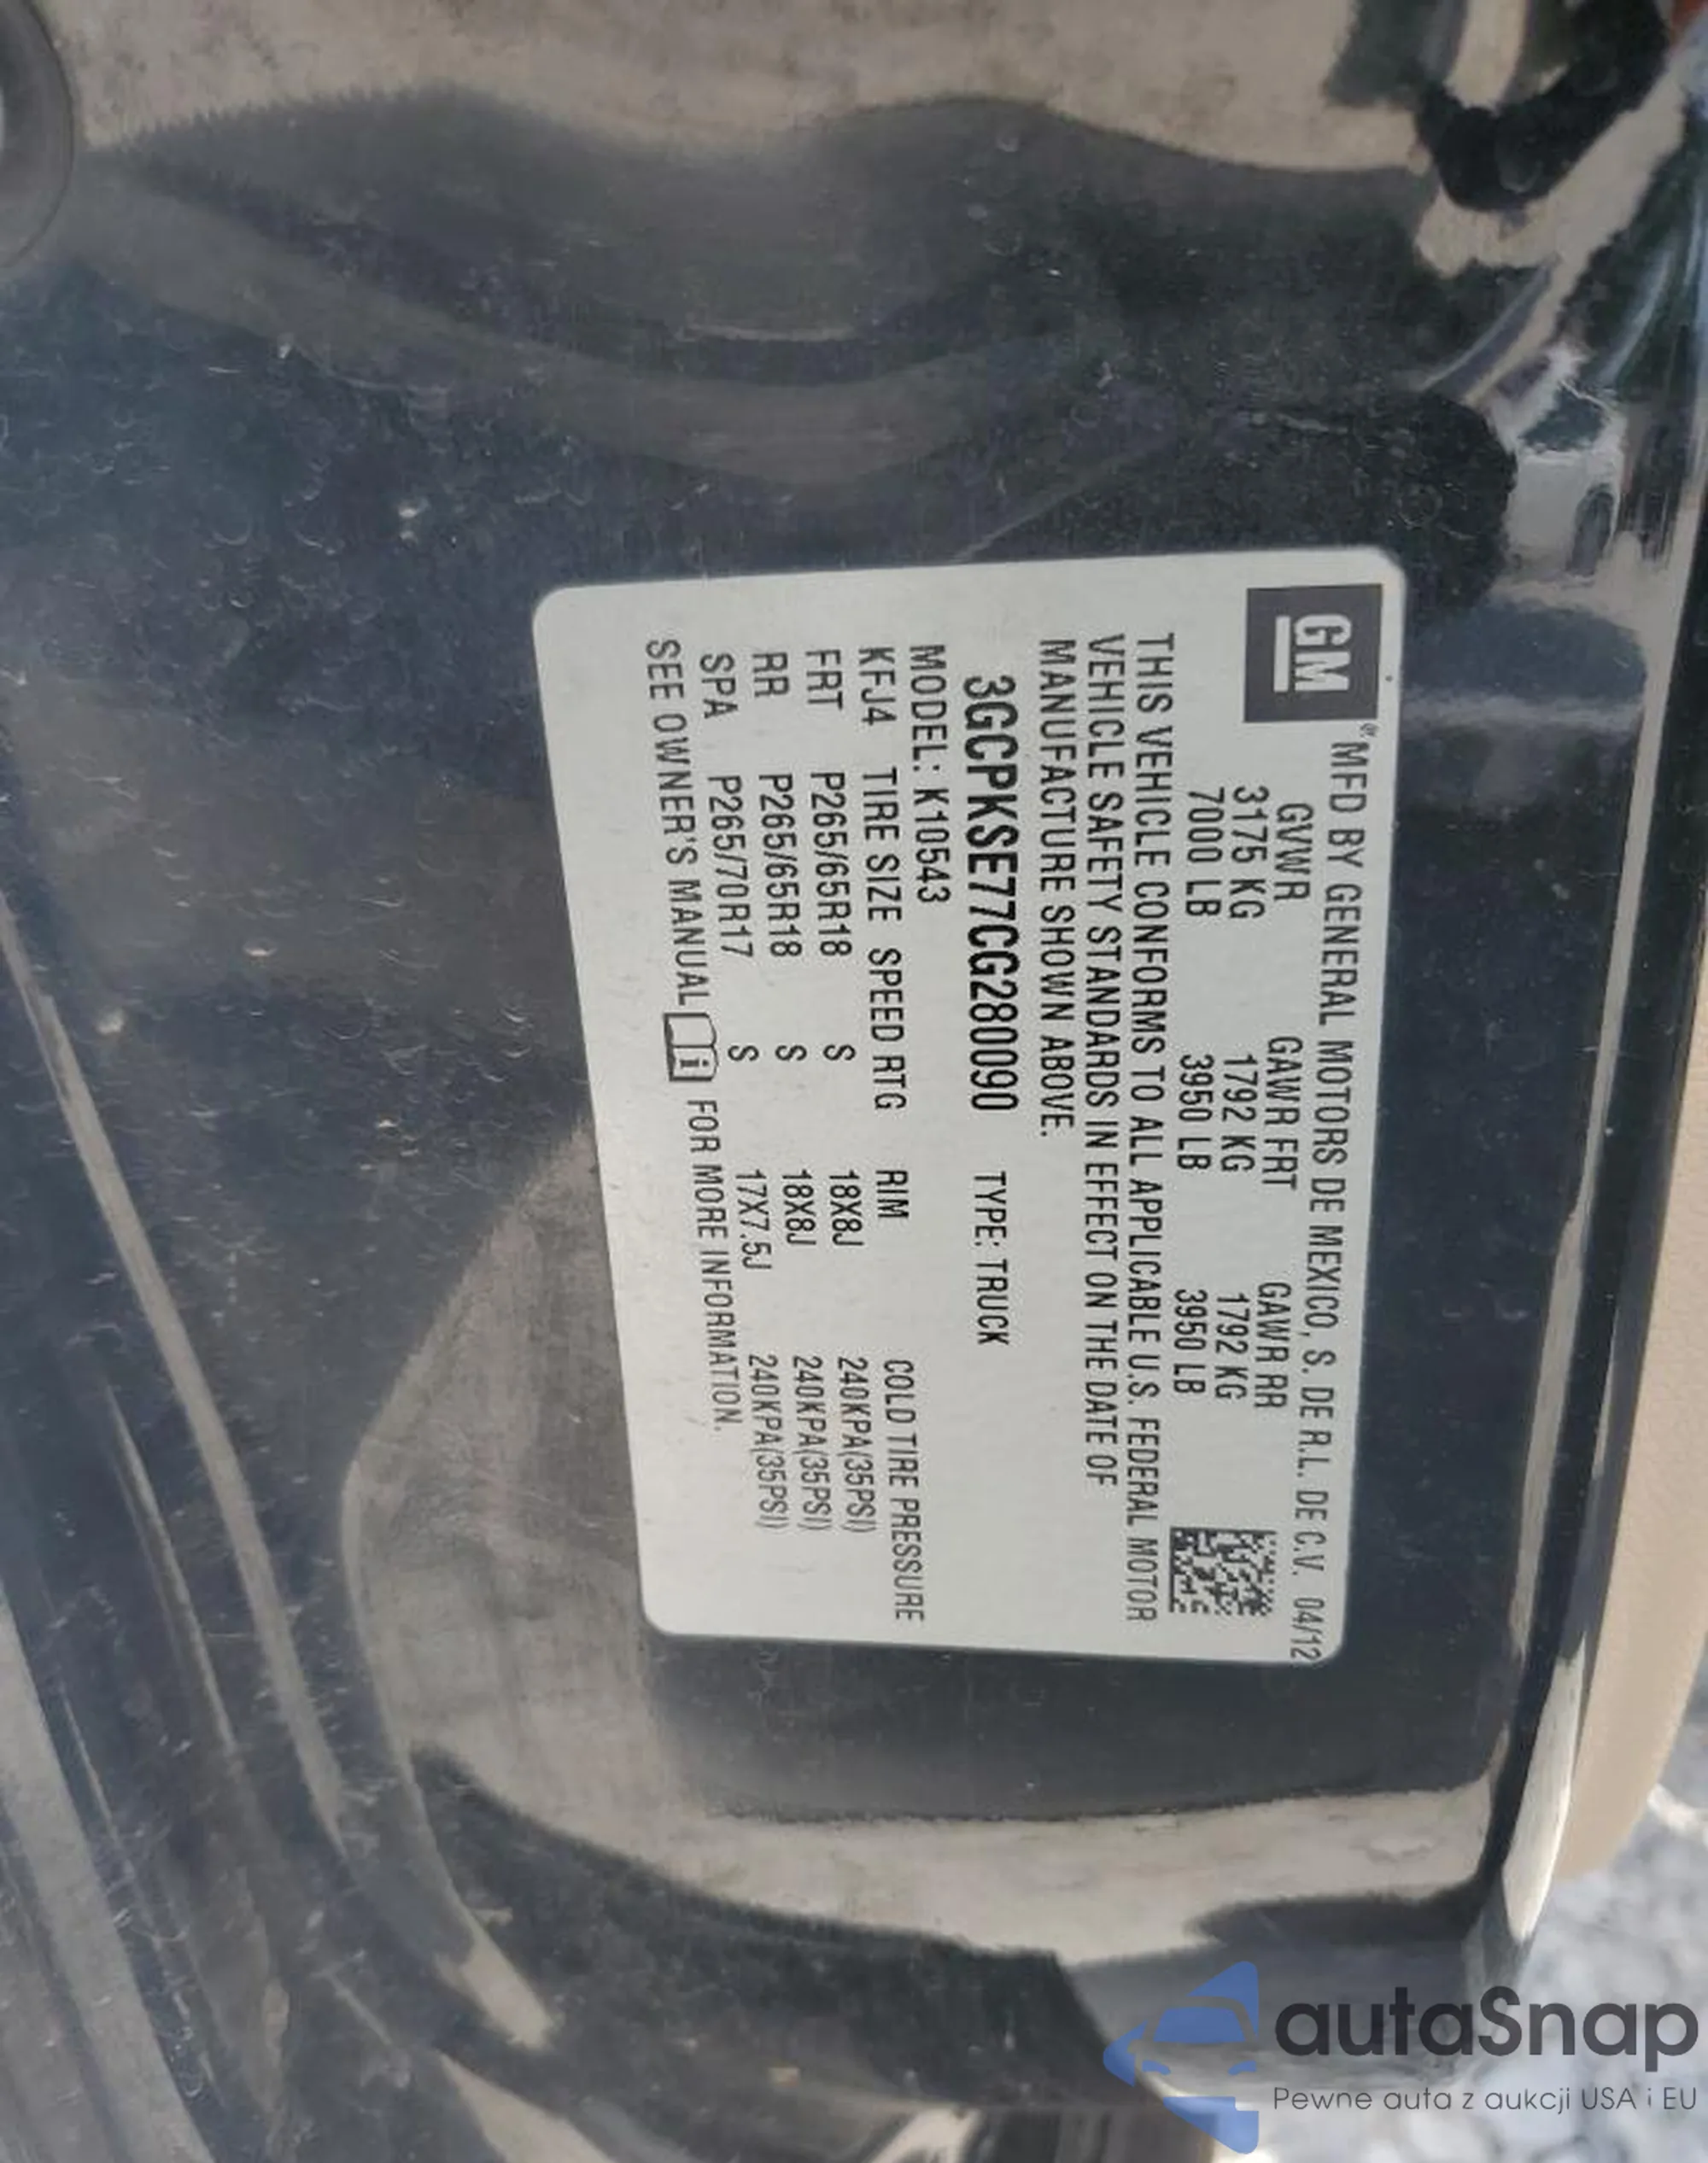 GM® MFD BY GENERAL MOTORS DE MEXICO, S. DE R.L. DE C.V. 04/12
GVWR GAWR FRT GAWR RR
3175 KG 1792 KG 1792 KG
7000 LB 3950 LB 3950 LB
THIS VEHICLE CONFORMS TO ALL APPLICABLE U.S. FEDERAL MOTOR
VEHICLE SAFETY STANDARDS IN EFFECT ON THE DATE OF
MANUFACTURE SHOWN ABOVE.
3GCPKSE77CG280090 TYPE: TRUCK
MODEL: K10543
KFJ4 TIRE SIZE SPEED RTG RIM COLD TIRE PRESSURE
FRT P265/65R18 S 18X8J 240KPA(35PSI)
RR P265/65R18 S 18X8J 240KPA(35PSI)
SPA P265/70R17 S 17X7.5J 240KPA(35PSI)
SEE OWNER'S MANUAL i FOR MORE INFORMATION.
autaSnap
Pewne auta z aukcji USA i EU